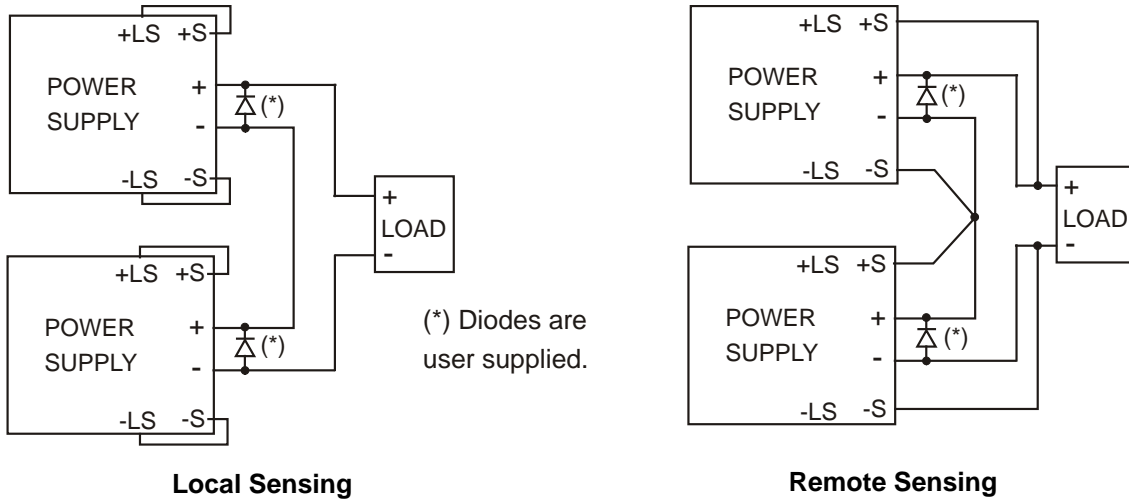 +LS +S
POWER
SUPPLY
+
(*)
-
-LS -S
+LS +S
POWER
SUPPLY
+
(*)
-
-LS -S
+
LOAD
-
(*) Diodes are
user supplied.
Local Sensing
+LS +S
POWER
SUPPLY
+
(*)
-
-LS -S
+LS +S
POWER
SUPPLY
+
(*)
-
-LS -S
+
LOAD
-
Remote Sensing